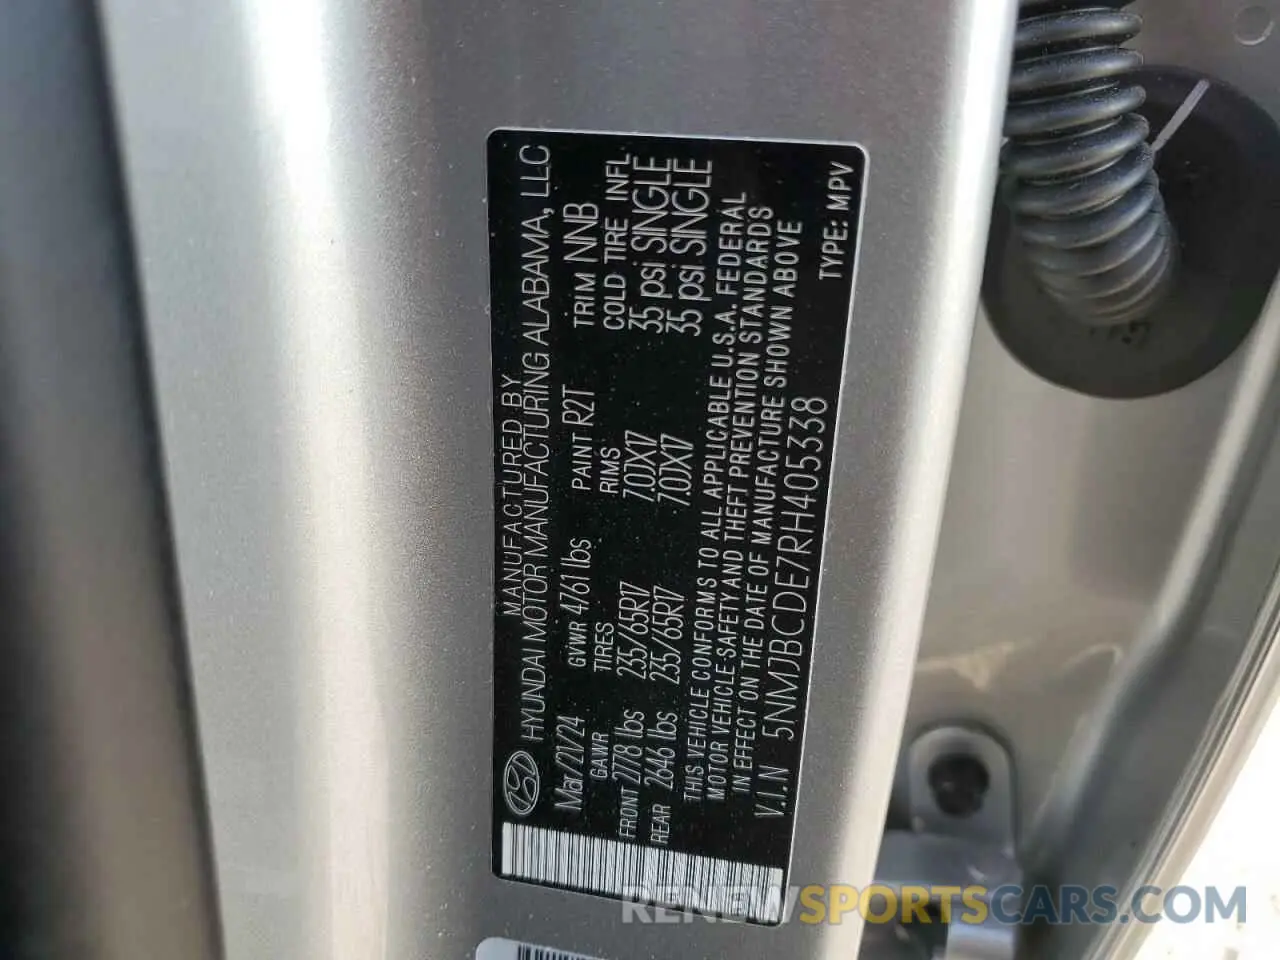 MANUFACTURED BY
HYUNDAI MOTOR MANUFACTURING ALABAMA, LLC
Mar/21/24 GVWR 4761 lbs PAINT R2T TRIM NNB
GAWR TIRES RIMS COLD TIRE INFL
FRONT 2778 lbs 235/65R17 7.0JX17 35 psi SINGLE
REAR 2646 lbs 235/65R17 7.0JX17 35 psi SINGLE
THIS VEHICLE CONFORMS TO ALL APPLICABLE U.S.A. FEDERAL
MOTOR VEHICLE SAFETY AND THEFT PREVENTION STANDARDS
IN EFFECT ON THE DATE OF MANUFACTURE SHOWN ABOVE
V.I.N 5NMJBCDE7RH405338 TYPE: MPV
RENEWSPORTSCARS.COM